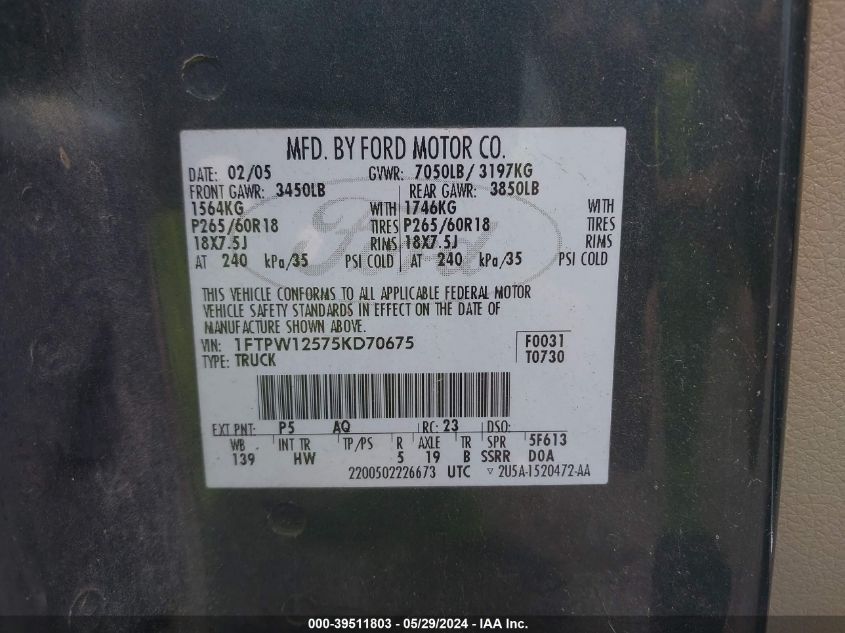 MFD. BY FORD MOTOR CO.
DATE: 02/05 GVWR: 7050LB/ 3197KG
FRONT GAWR: 3450LB REAR GAWR: 3850LB
1564KG WITH 1746KG WITH
P265/60R18 TIRES P265/60R18 TIRES
18X7.5J RIMS 18X7.5J RIMS
AT 240 kPa/35 PSI COLD AT 240 kPa/35 PSI COLD
Ford
THIS VEHICLE CONFORMS TO ALL APPLICABLE FEDERAL MOTOR
VEHICLE SAFETY STANDARDS IN EFFECT ON THE DATE OF
MANUFACTURE SHOWN ABOVE.
VIN: 1FTPW12575KD70675 F0031
TYPE: TRUCK T0730
EXT PNT: P5 AQ RC: 23 DSO:
WB INT TR TP/PS R AXLE TR SPR 5F613
139 HW 5 19 B SSRR DOA
2200502226673 UTC ▽ 2U5A-1520472-AA
000-39511803 - 05/29/2024 - IAA Inc.